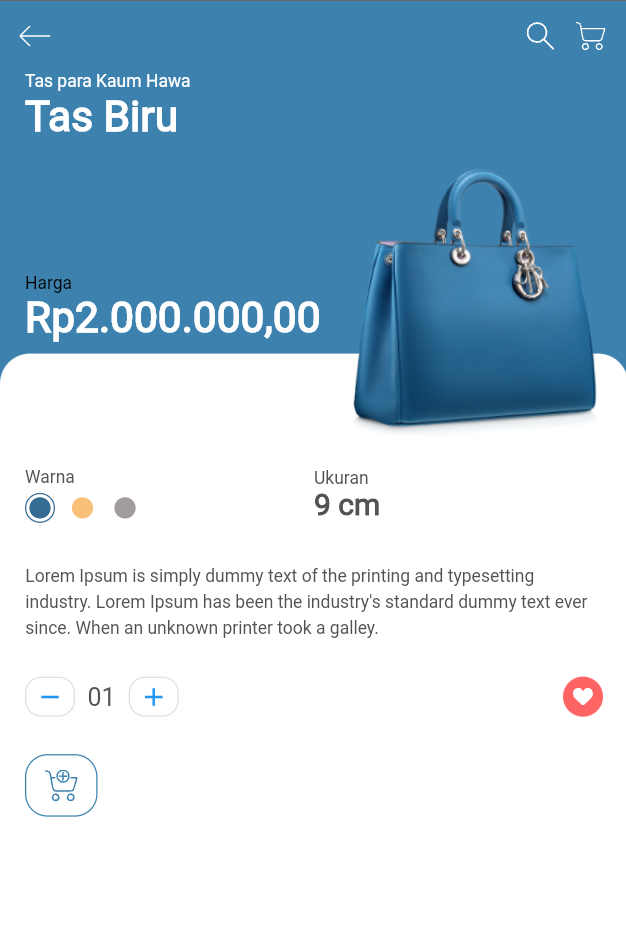 Tas para Kaum Hawa
Tas Biru
Harga
Rp2.000.000,00
Warna
Ukuran
9 cm
Lorem Ipsum is simply dummy text of the printing and typesetting
industry. Lorem Ipsum has been the industry's standard dummy text ever
since. When an unknown printer took a galley.
01